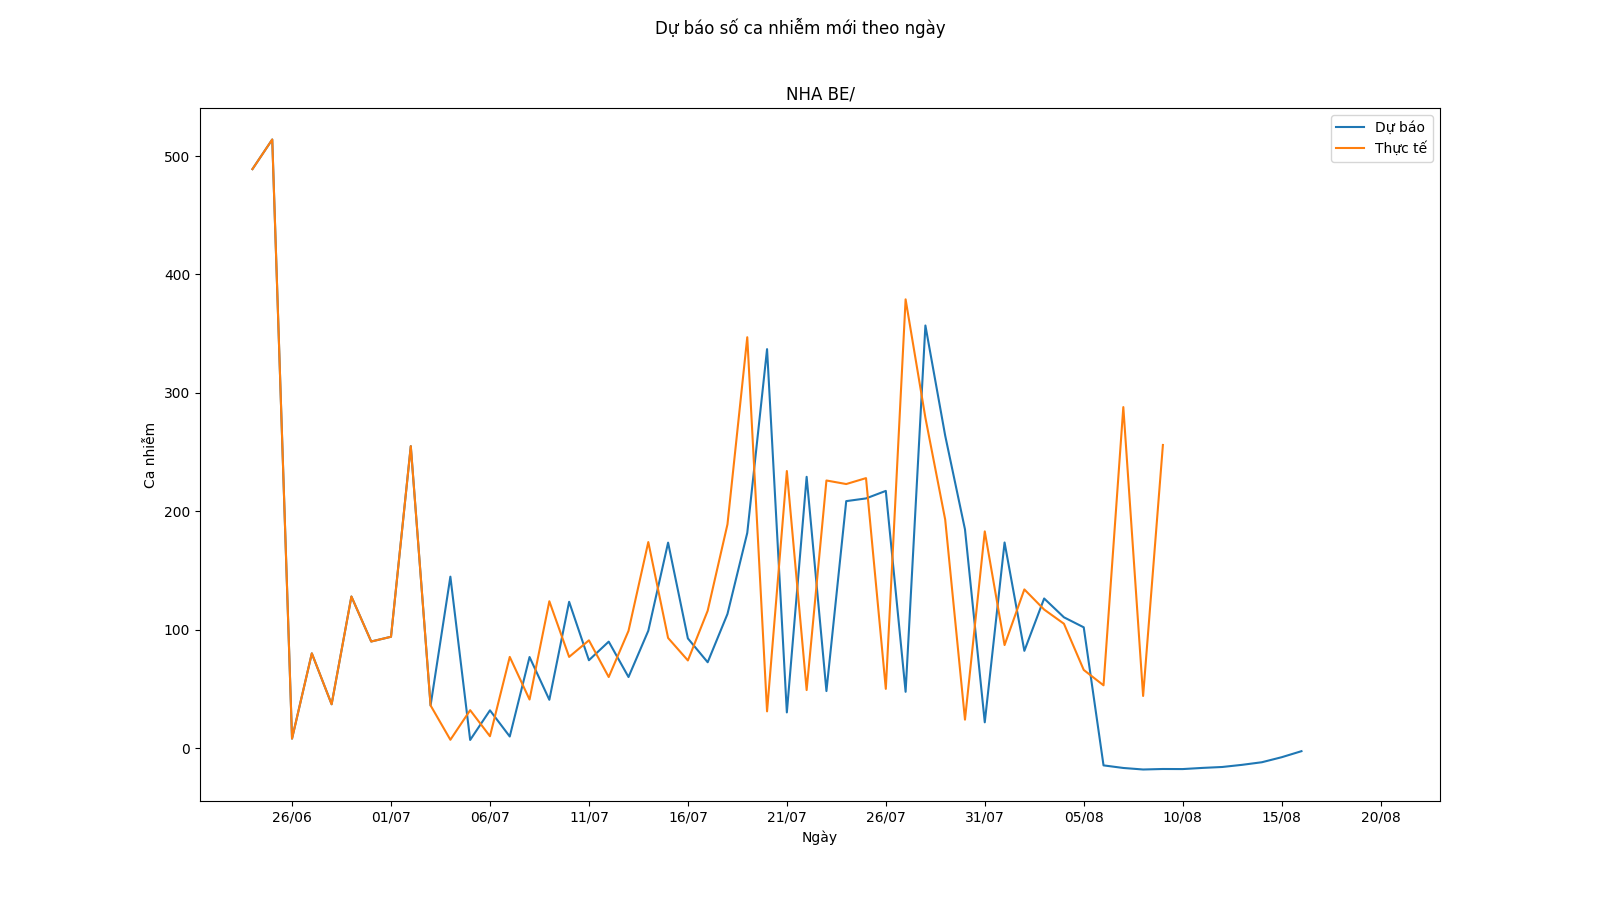 Dự báo số ca nhiễm mới theo ngày
NHA BE/
Dự báo
Thực tế
500
400
300
200
100
0
Ca nhiễm
26/06 01/07 06/07 11/07 16/07 21/07 26/07 31/07 05/08 10/08 15/08 20/08
Ngày